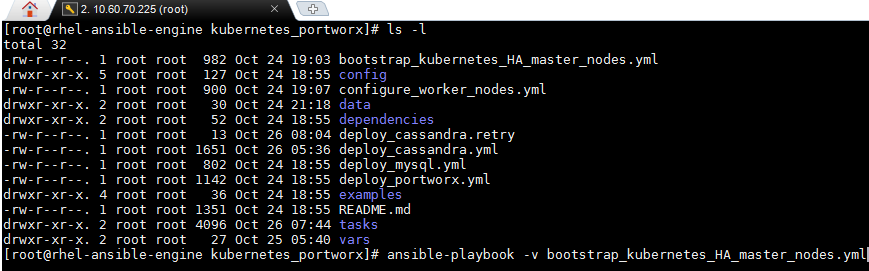 2. 10.60.70.225 (root)
[root@rhel-ansible-engine kubernetes_portworx]# ls -l
total 32
-rw-r--r--. 1 root root  982 Oct 24 19:03 bootstrap_kubernetes_HA_master_nodes.yml
drwxr-xr-x. 5 root root  127 Oct 24 18:55 config
-rw-r--r--. 1 root root  900 Oct 24 19:07 configure_worker_nodes.yml
drwxr-xr-x. 2 root root   30 Oct 24 21:18 data
drwxr-xr-x. 2 root root   52 Oct 24 18:55 dependencies
-rw-r--r--. 1 root root   13 Oct 26 08:04 deploy_cassandra.retry
-rw-r--r--. 1 root root 1651 Oct 26 05:36 deploy_cassandra.yml
-rw-r--r--. 1 root root  802 Oct 24 18:55 deploy_mysql.yml
-rw-r--r--. 1 root root 1142 Oct 24 18:55 deploy_portworx.yml
drwxr-xr-x. 4 root root   36 Oct 24 18:55 examples
-rw-r--r--. 1 root root 1351 Oct 24 18:55 README.md
drwxr-xr-x. 2 root root 4096 Oct 26 07:44 tasks
drwxr-xr-x. 2 root root   27 Oct 25 05:40 vars
[root@rhel-ansible-engine kubernetes_portworx]# ansible-playbook -v bootstrap_kubernetes_HA_master_nodes.yml